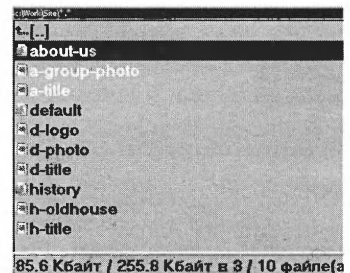 c:\Work\Site\*.*
[..]
about-us
a-group-photo
a-title
default
d-logo
d-photo
d-title
history
h-oldhouse
h-title
85.6 Кбайт / 255.8 Кбайт в 3 / 10 файле(а